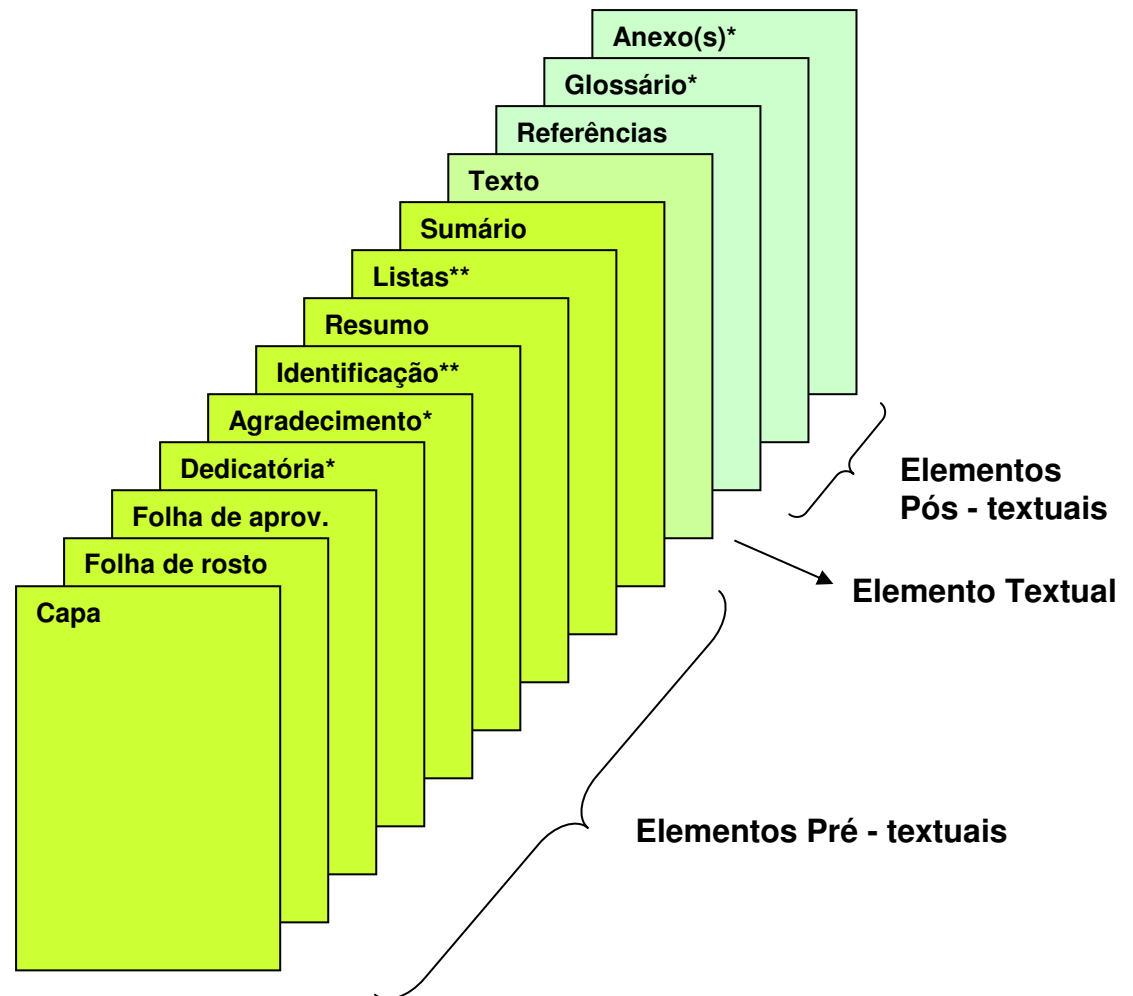 Anexo(s)*
Glossário*
Referências
Texto
Sumário
Listas**
Resumo
Identificação**
Agradecimento*
Dedicatória*
Folha de aprov.
Folha de rosto
Capa
Elementos
Pós - textuais
Elemento Textual
Elementos Pré - textuais